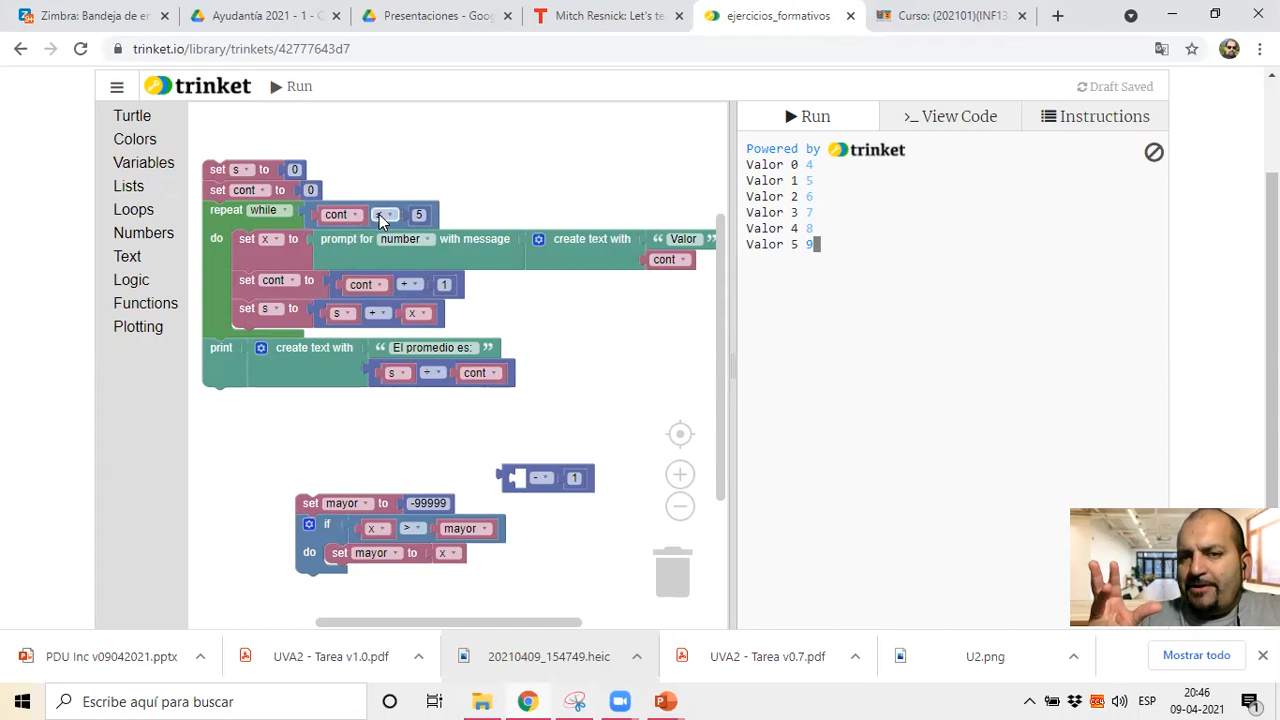 Zimbra: Bandeja de e
Ayudantía 2021 - 1 - C
Presentaciones - Goog
Mitch Resnick: Let's te
ejercicios_formativos
Curso: (202101)(INF13
trinket.io/library/trinkets/42777643d7
trinket
Run
Draft Saved
Turtle
Colors
Variables
Lists
Loops
Numbers
Text
Logic
Functions
Plotting
set s to 0
set cont to 0
repeat while cont 5
do set x to prompt for number with message create text with “ Valor ”
cont
set cont to cont + 1
set s to s + x
print create text with “ El promedio es: ”
s ÷ cont
- 1
set mayor to -99999
if x > mayor
do set mayor to x
Run
View Code
Instructions
Powered by trinket
Valor 0 4
Valor 1 5
Valor 2 6
Valor 3 7
Valor 4 8
Valor 5 9
PDU Inc v09042021.pptx
UVA2 - Tarea v1.0.pdf
20210409_154749.heic
UVA2 - Tarea v0.7.pdf
U2.png
Mostrar todo
Escribe aquí para buscar
ESP
20:46
09-04-2021